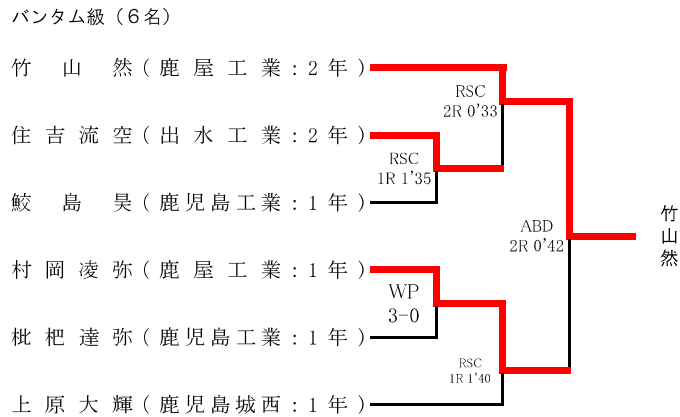 バンタム級（６名）
竹山然(鹿屋工業:2年)
RSC
2R 0'33
住吉流空(出水工業:2年)
RSC
1R 1'35
鮫島昊(鹿児島工業:1年)
ABD
2R 0'42
竹山然
村岡凌弥(鹿屋工業:1年)
WP
3-0
枇杷達弥(鹿児島工業:1年)
RSC
1R 1'40
上原大輝(鹿児島城西:1年)